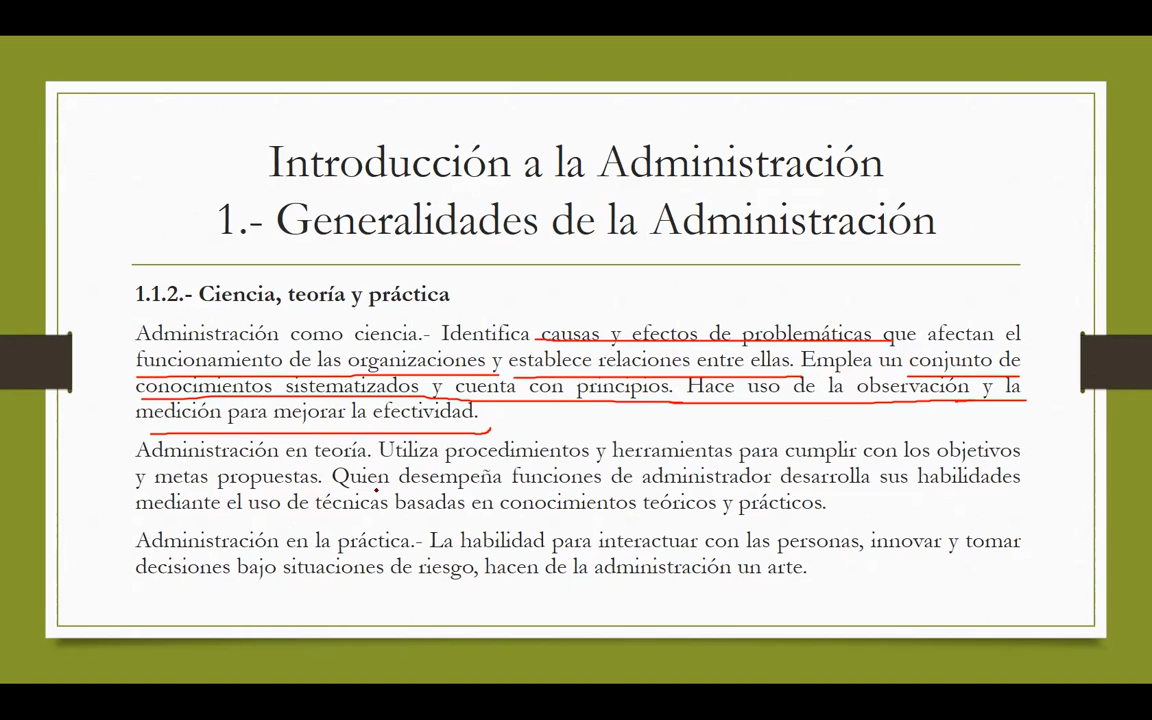 Introducción a la Administración
1.- Generalidades de la Administración
1.1.2.- Ciencia, teoría y práctica
Administración como ciencia.- Identifica causas y efectos de problemáticas que afectan el
funcionamiento de las organizaciones y establece relaciones entre ellas. Emplea un conjunto de
conocimientos sistematizados y cuenta con principios. Hace uso de la observación y la
medición para mejorar la efectividad.
Administración en teoría. Utiliza procedimientos y herramientas para cumplir con los objetivos
y metas propuestas. Quien desempeña funciones de administrador desarrolla sus habilidades
mediante el uso de técnicas basadas en conocimientos teóricos y prácticos.
Administración en la práctica.- La habilidad para interactuar con las personas, innovar y tomar
decisiones bajo situaciones de riesgo, hacen de la administración un arte.